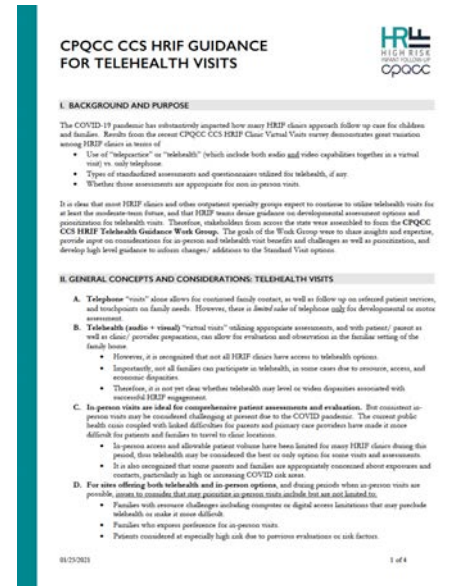 CPQCC CCS HRIF GUIDANCE
FOR TELEHEALTH VISITS
HRIF
HIGH RISK
INFANT FOLLOW-UP
cpqcc
I. BACKGROUND AND PURPOSE
The COVID-19 pandemic has substantively impacted how many HRIF clinics approach follow up care for children
and families. Results from the recent CPQCC CCS HRIF Clinic Virtual Visits survey demonstrates great variation
among HRIF clinics in terms of
• Use of "telepractice" or "telehealth" (which include both audio and video capabilities together in a virtual
visit) vs. only telephone.
• Types of standardized assessments and questionnaires utilized for telehealth, if any.
• Whether those assessments are appropriate for non in-person visits.
It is clear that most HRIF clinics and other outpatient specialty groups expect to continue to utilize telehealth visits for
at least the moderate-term future, and that HRIF teams desire guidance on developmental assessment options and
prioritization for telehealth visits. Therefore, stakeholders from across the state were assembled to form the CPQCC
CCS HRIF Telehealth Guidance Work Group. The goals of the Work Group were to share insights and expertise,
provide input on considerations for in-person and telehealth visit benefits and challenges as well as prioritization, and
develop high level guidance to inform changes/ additions to the Standard Visit options.
II. GENERAL CONCEPTS AND CONSIDERATIONS: TELEHEALTH VISITS
A. Telephone "visits" alone allows for continued family contact, as well as follow up on referred patient services,
and touchpoints on family needs. However, there is limited value of telephone only for developmental or motor
assessment.
B. Telehealth (audio + visual) "virtual visits" utilizing appropriate assessments, and with patient/ parent as
well as clinic/ provider preparation, can allow for evaluation and observation in the familiar setting of the
family home.
• However, it is recognized that not all HRIF clinics have access to telehealth options.
• Importantly, not all families can participate in telehealth, in some cases due to resource, access, and
economic disparities.
• Therefore, it is not yet clear whether telehealth may level or widen disparities associated with
successful HRIF engagement.
C. In-person visits are ideal for comprehensive patient assessments and evaluation. But consistent in-
person visits may be considered challenging at present due to the COVID pandemic. The current public
health crisis coupled with linked difficulties for parents and primary care providers have made it more
difficult for patients and families to travel to clinic locations.
• In-person access and allowable patient volume have been limited for many HRIF clinics during this
period, thus telehealth may be considered the best or only option for some visits and assessments.
• It is also recognized that some parents and families are appropriately concerned about exposures and
contacts, particularly in high or increasing COVID risk areas.
D. For sites offering both telehealth and in-person options, and during periods when in-person visits are
possible, issues to consider that may prioritize in-person visits include but are not limited to:
• Families with resource challenges including computer or digital access limitations that may preclude
telehealth or make it more difficult.
• Families who express preference for in-person visits.
• Patients considered at especially high risk due to previous evaluations or risk factors.
01/25/2021 1 of 4